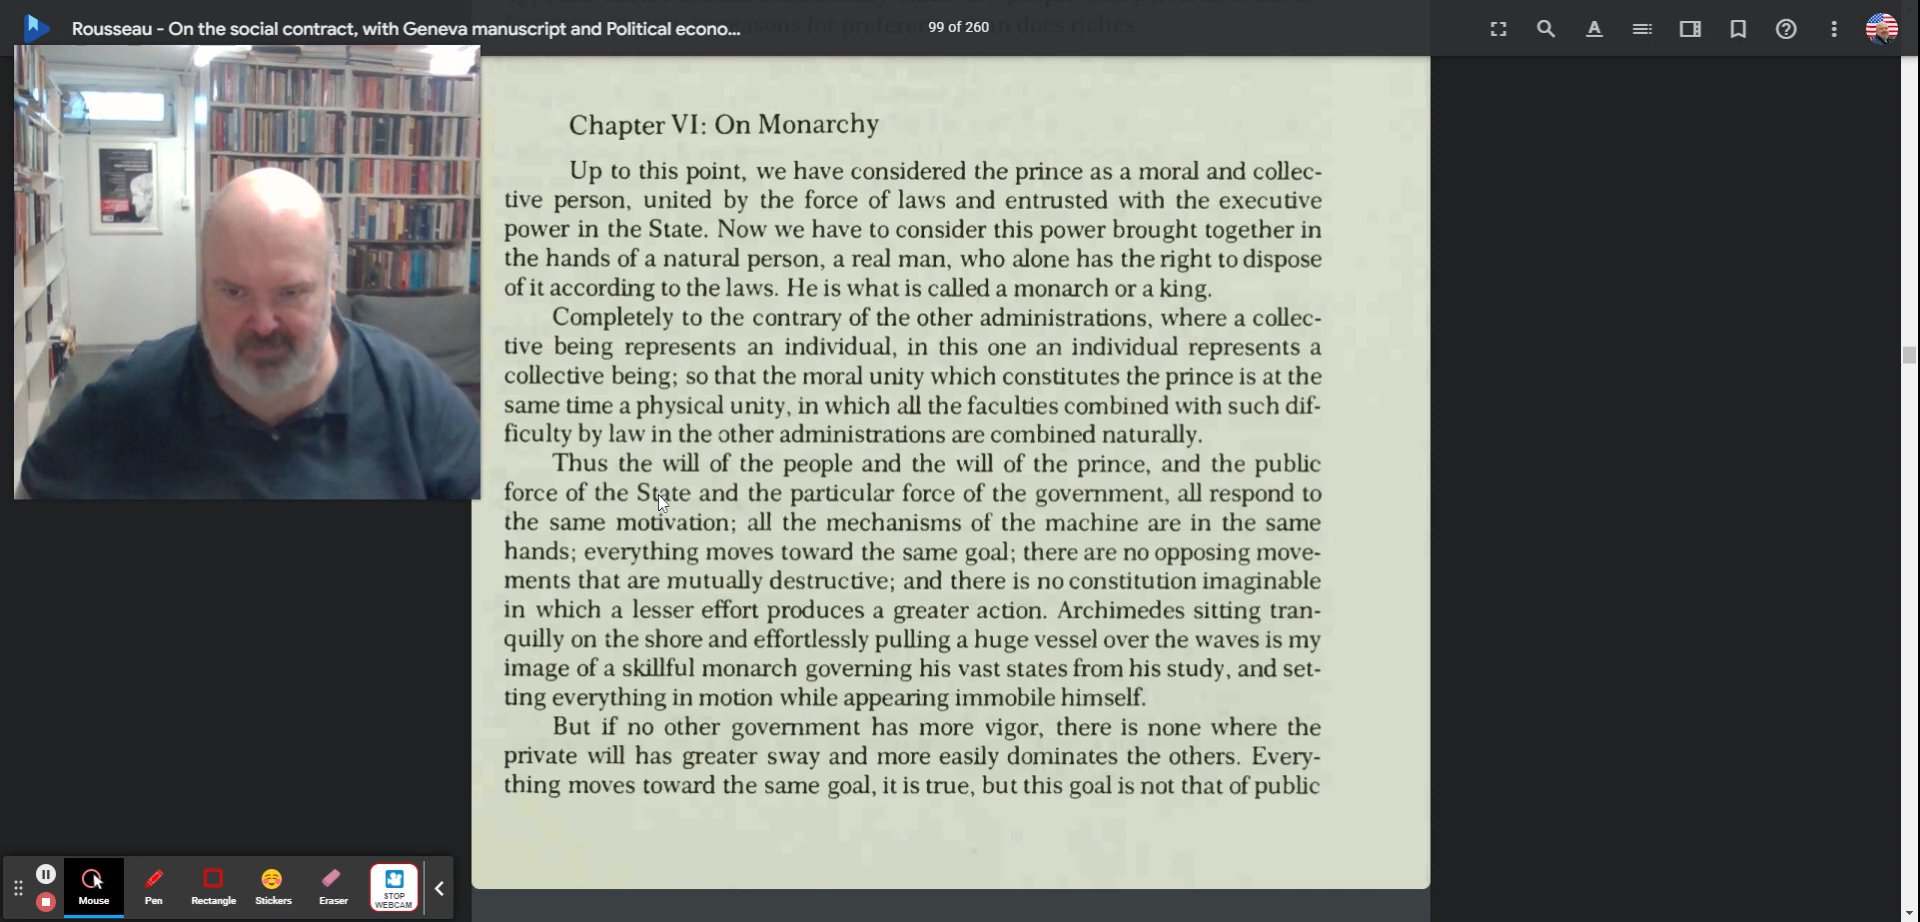 Rousseau - On the social contract, with Geneva manuscript and Political econo...
99 of 260
Chapter VI: On Monarchy
Up to this point, we have considered the prince as a moral and collec-
tive person, united by the force of laws and entrusted with the executive
power in the State. Now we have to consider this power brought together in
the hands of a natural person, a real man, who alone has the right to dispose
of it according to the laws. He is what is called a monarch or a king.
Completely to the contrary of the other administrations, where a collec-
tive being represents an individual, in this one an individual represents a
collective being; so that the moral unity which constitutes the prince is at the
same time a physical unity, in which all the faculties combined with such dif-
ficulty by law in the other administrations are combined naturally.
Thus the will of the people and the will of the prince, and the public
force of the State and the particular force of the government, all respond to
the same motivation; all the mechanisms of the machine are in the same
hands; everything moves toward the same goal; there are no opposing move-
ments that are mutually destructive; and there is no constitution imaginable
in which a lesser effort produces a greater action. Archimedes sitting tran-
quilly on the shore and effortlessly pulling a huge vessel over the waves is my
image of a skillful monarch governing his vast states from his study, and set-
ting everything in motion while appearing immobile himself.
But if no other government has more vigor, there is none where the
private will has greater sway and more easily dominates the others. Every-
thing moves toward the same goal, it is true, but this goal is not that of public
Mouse
Pen
Rectangle
Stickers
Eraser
STOP
WEBCAM